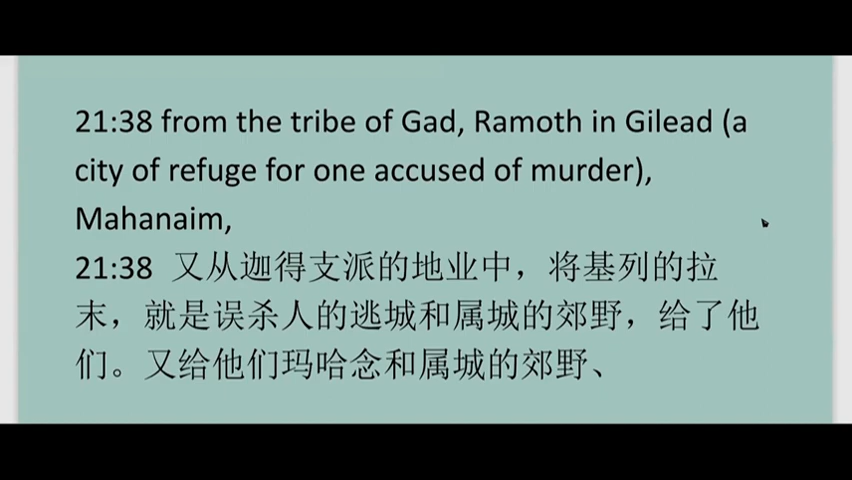 21:38 from the tribe of Gad, Ramoth in Gilead (a
city of refuge for one accused of murder),
Mahanaim,
21:38 又从迦得支派的地业中，将基列的拉
末，就是误杀人的逃城和属城的郊野，给了他
们。又给他们玛哈念和属城的郊野、